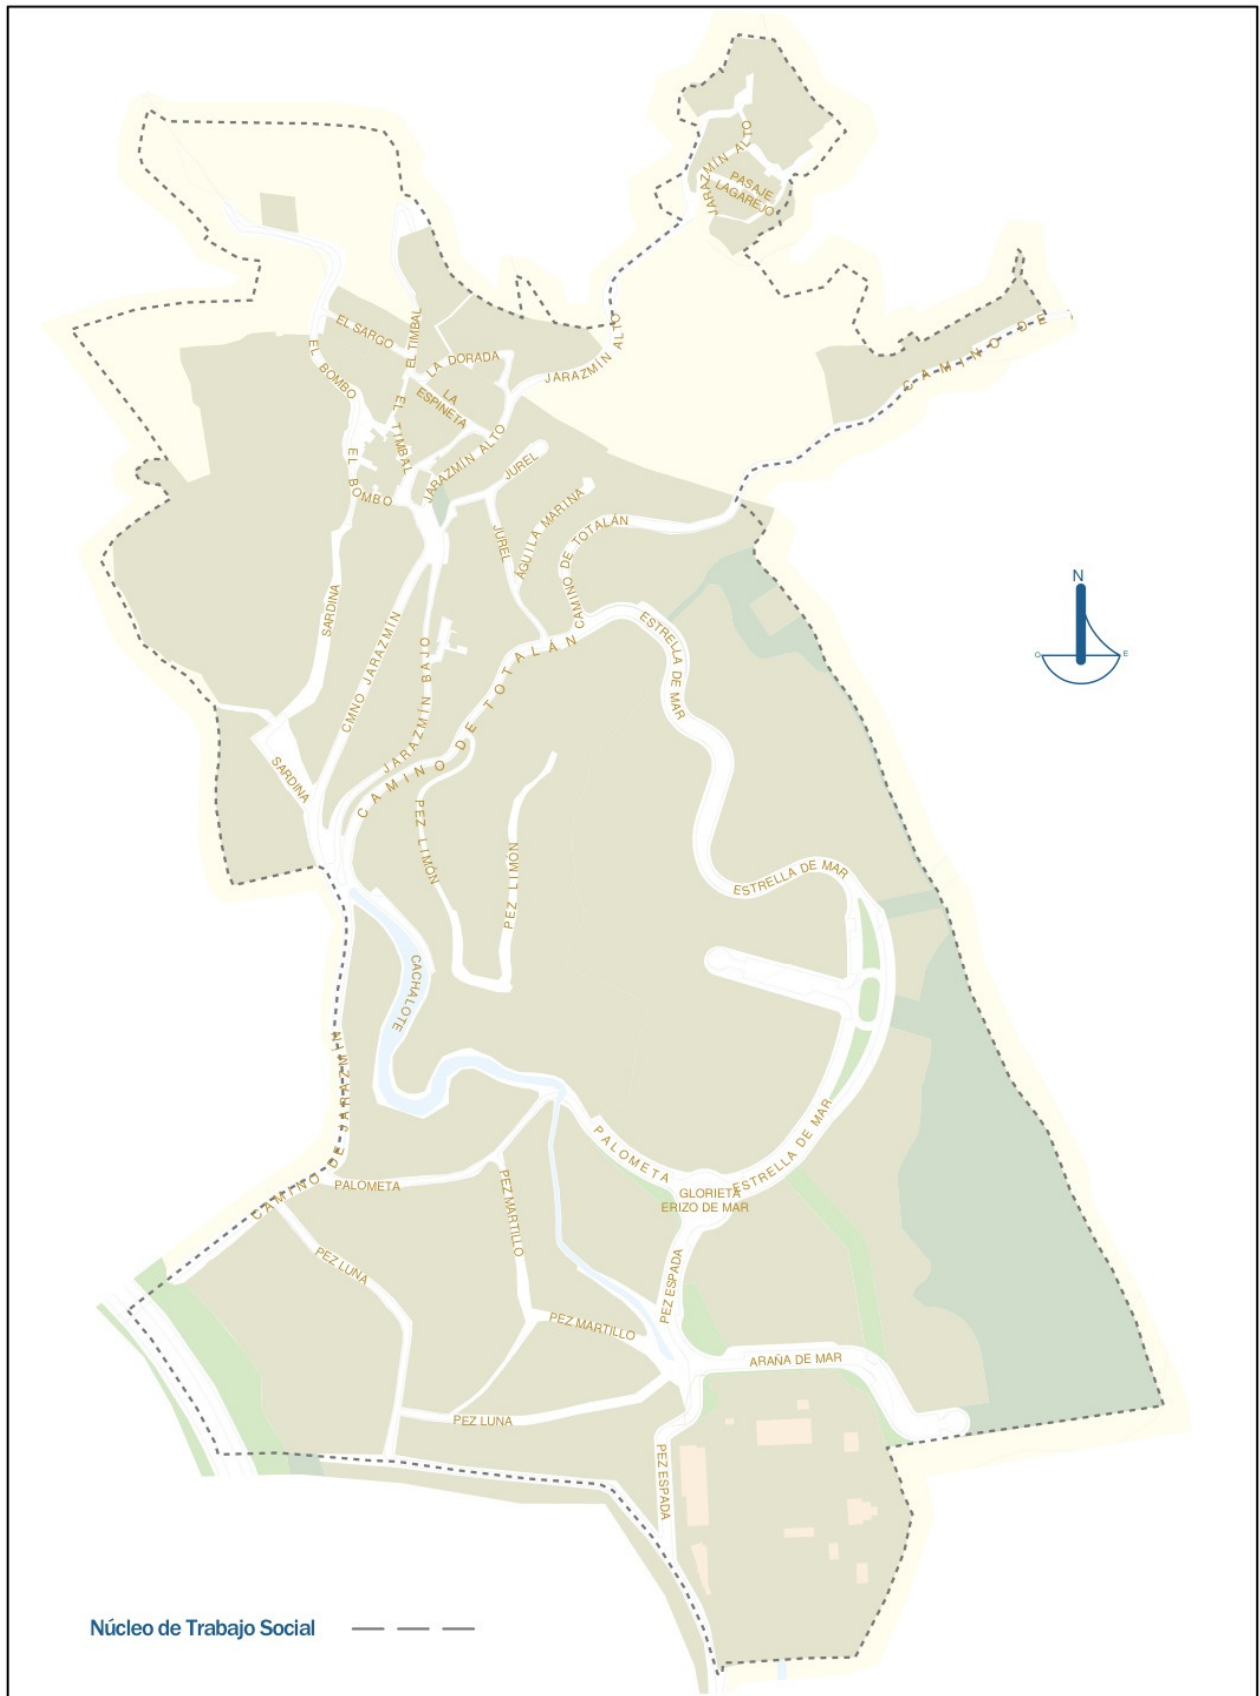 JARAZMÍN ALTO
PASAJE
LAGAREJO
CAMINO DE
EL SARGO
EL TIMBAL
JARAZMÍN ALTO
EL BOMBO
LA DORADA
LA
ESPINETA
EL TIMBAL
JARAZMÍN ALTO
EL BOMBO
JUREL
ÁGUILA MARINA
JUREL
CAMINO DE TOTALÁN
N
O
E
SARDINA
CMNO JARAZMÍN
JARAZMÍN BAJO
CAMINO DE TOTALÁN
ESTRELLA DE MAR
SARDINA
PEZ LIMÓN
PEZ LIMÓN
ESTRELLA DE MAR
CACHALOTE
CAMINO DE JARAZMÍN
PALOMETA
ESTRELLA DE MAR
PALOMETA
GLORIETA
ERIZO DE MAR
PEZ MARTILLO
PEZ LUNA
PEZ ESPADA
PEZ MARTILLO
ARAÑA DE MAR
PEZ LUNA
PEZ ESPADA
Núcleo de Trabajo Social